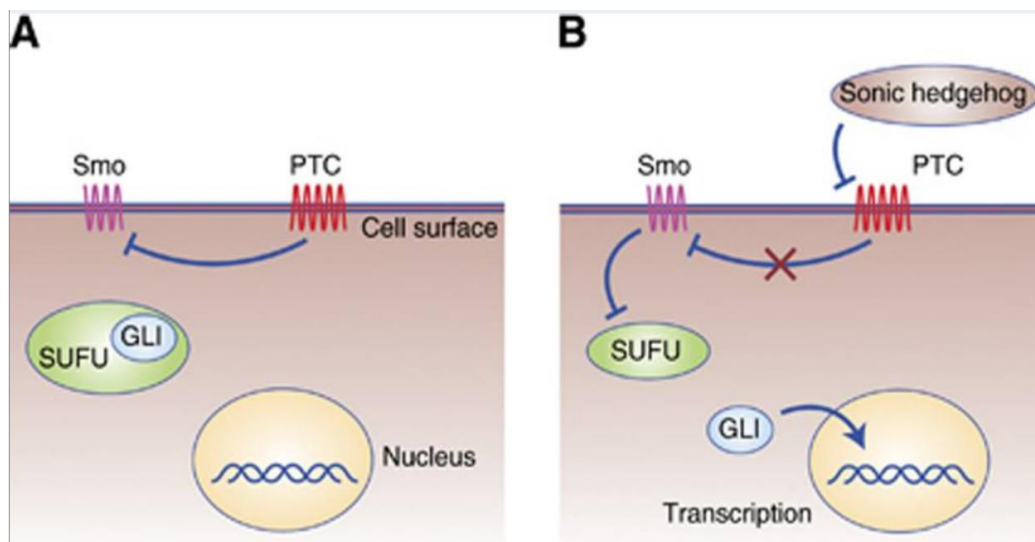 A
Smo
PTC
Cell surface
SUFU
GLI
Nucleus
B
Sonic hedgehog
Smo
PTC
SUFU
GLI
Transcription